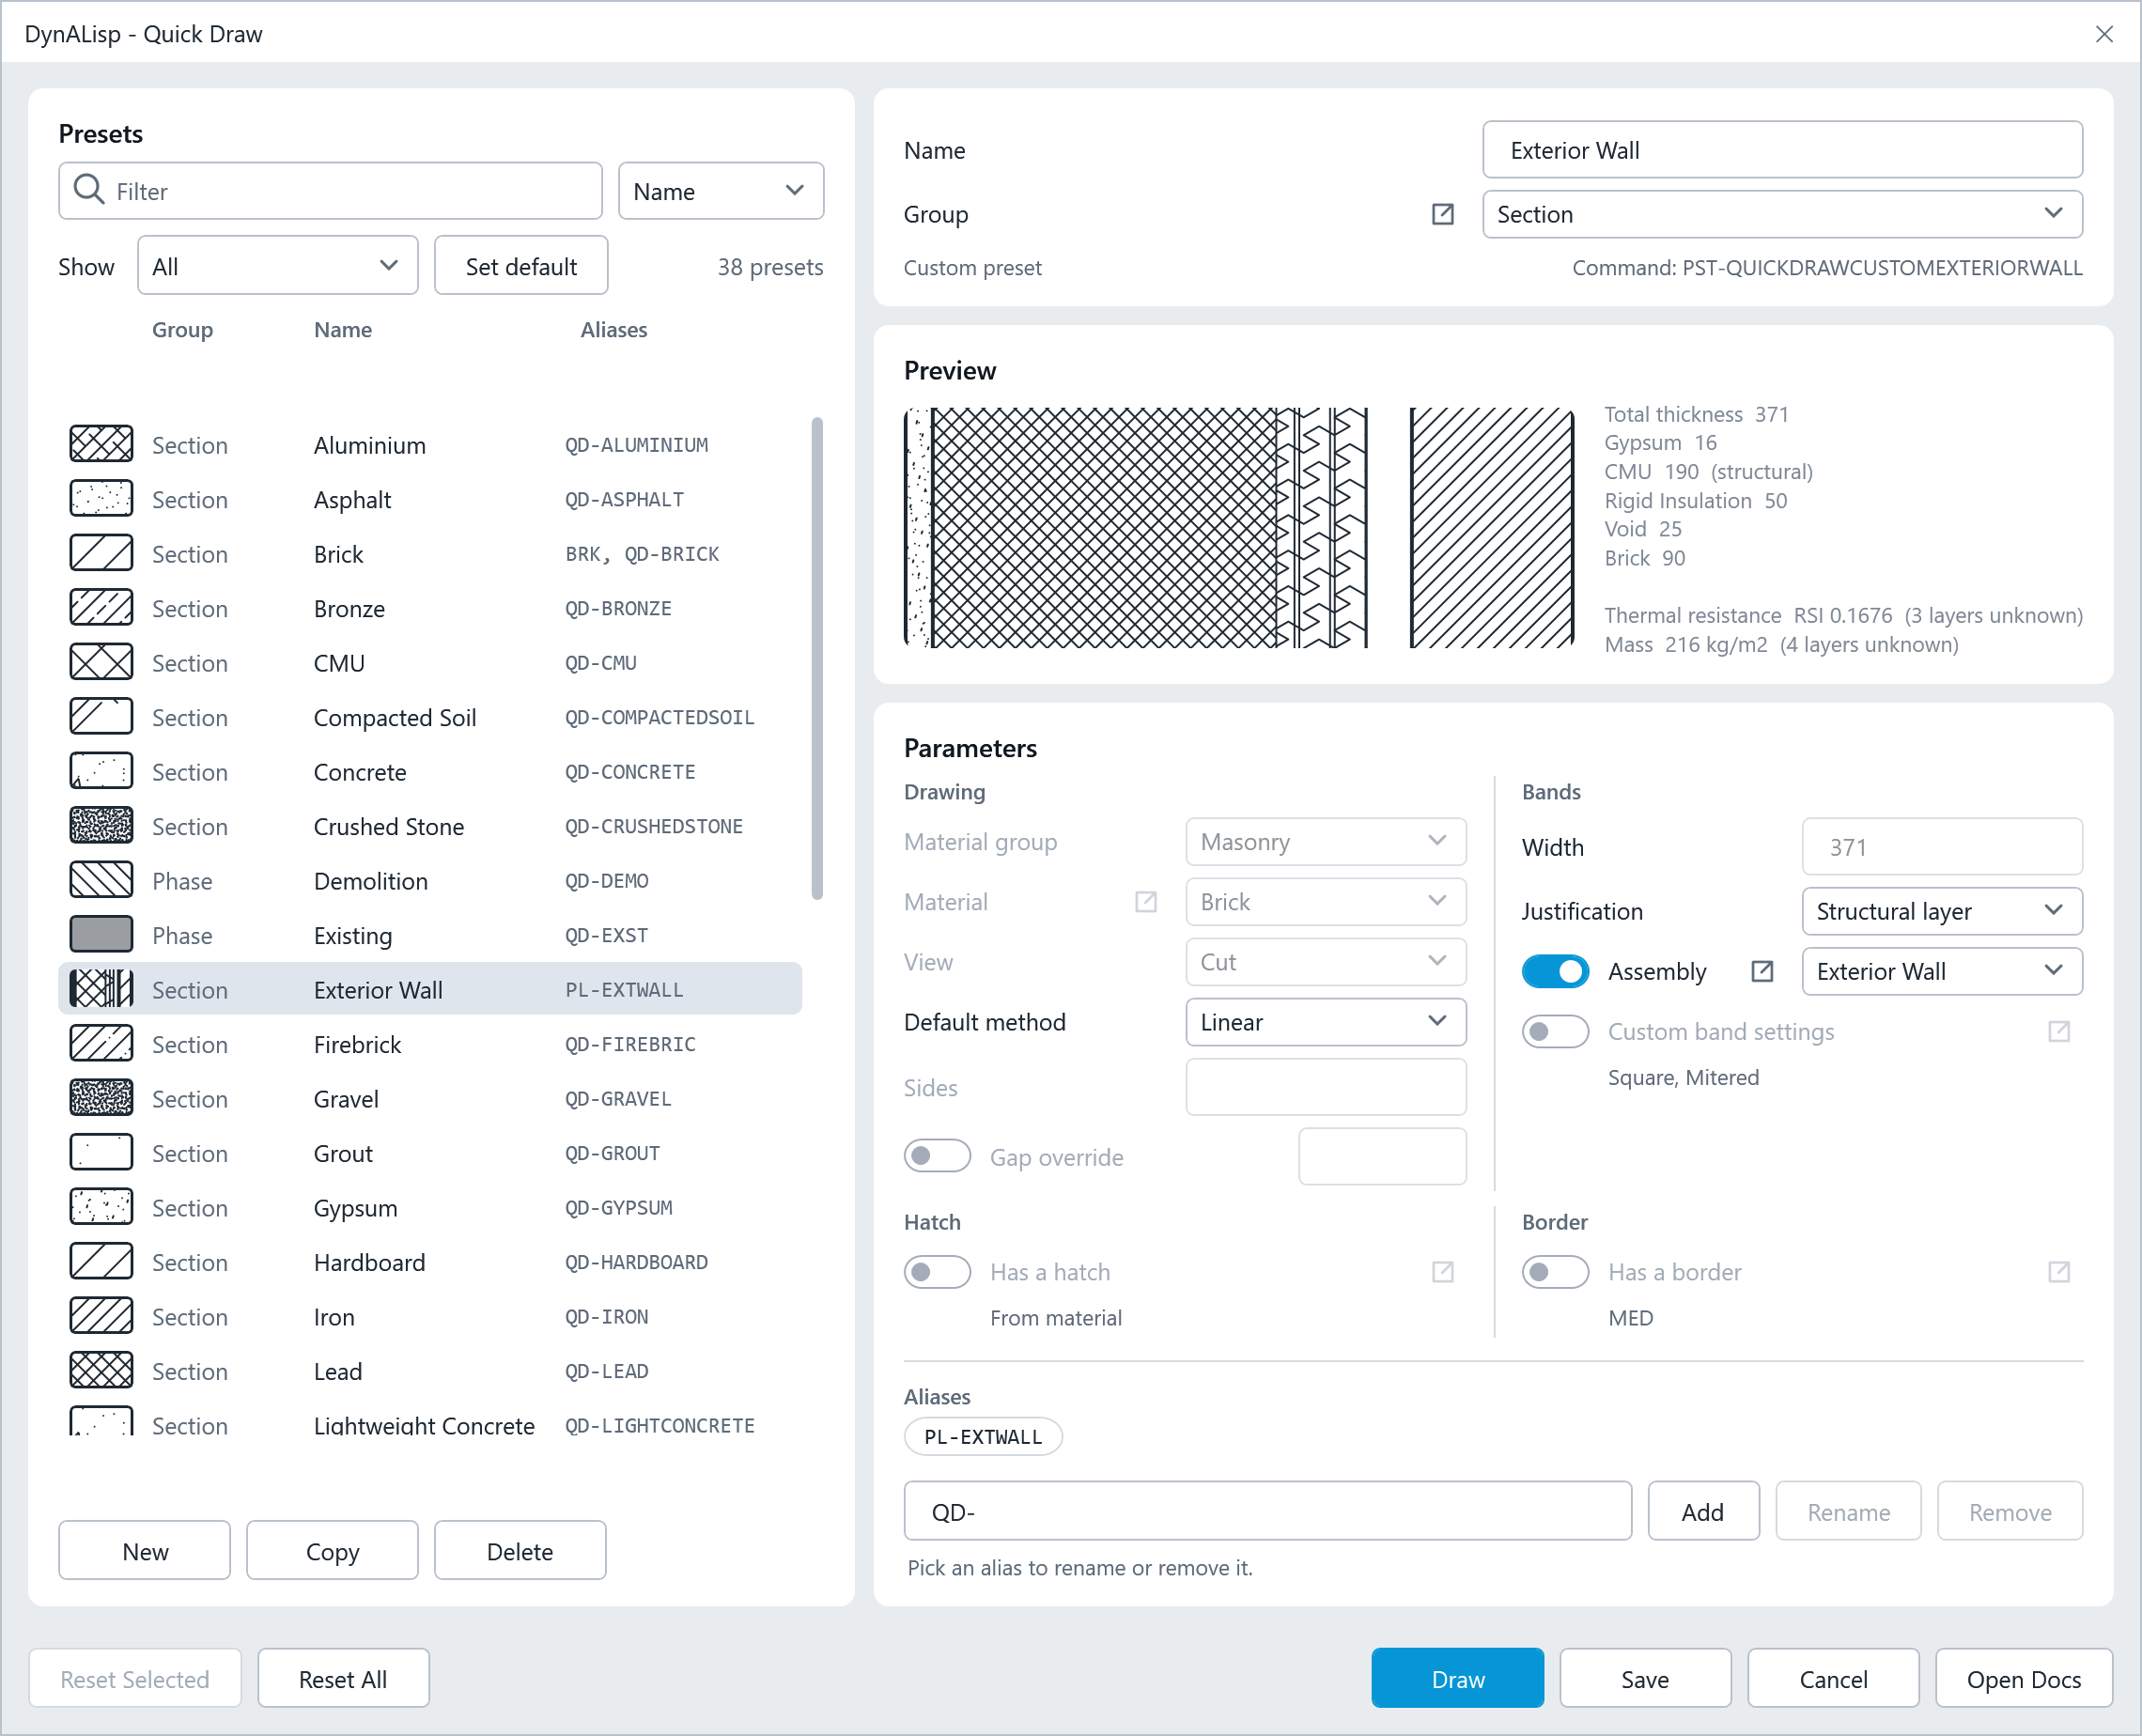 DynALisp - Quick Draw
Presets
Filter
Name
Show
All
Set default
38 presets
Group Name Aliases
Section Aluminium QD-ALUMINIUM
Section Asphalt QD-ASPHALT
Section Brick BRK, QD-BRICK
Section Bronze QD-BRONZE
Section CMU QD-CMU
Section Compacted Soil QD-COMPACTEDSOIL
Section Concrete QD-CONCRETE
Section Crushed Stone QD-CRUSHEDSTONE
Phase Demolition QD-DEMO
Phase Existing QD-EXST
Section Exterior Wall PL-EXTWALL
Section Firebrick QD-FIREBRIC
Section Gravel QD-GRAVEL
Section Grout QD-GROUT
Section Gypsum QD-GYPSUM
Section Hardboard QD-HARDBOARD
Section Iron QD-IRON
Section Lead QD-LEAD
Section Lightweight Concrete QD-LIGHTCONCRETE
New
Copy
Delete
Name Exterior Wall
Group Section
Custom preset Command: PST-QUICKDRAWCUSTOMEXTERIORWALL
Preview
Total thickness 371
Gypsum 16
CMU 190 (structural)
Rigid Insulation 50
Void 25
Brick 90
Thermal resistance RSI 0.1676 (3 layers unknown)
Mass 216 kg/m2 (4 layers unknown)
Parameters
Drawing
Material group Masonry
Material Brick
View Cut
Default method Linear
Sides
Gap override
Bands
Width 371
Justification Structural layer
Assembly Exterior Wall
Custom band settings
Square, Mitered
Hatch
Has a hatch
From material
Border
Has a border
MED
Aliases
PL-EXTWALL
QD-
Add
Rename
Remove
Pick an alias to rename or remove it.
Reset Selected
Reset All
Draw
Save
Cancel
Open Docs